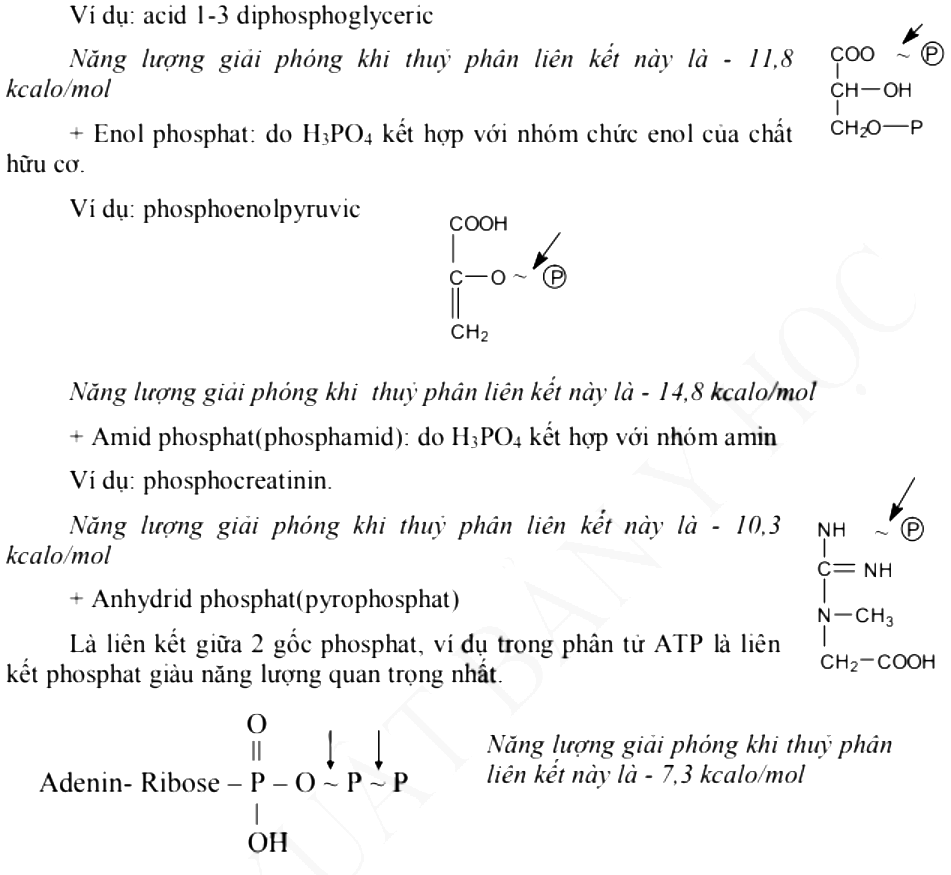 Ví dụ: acid 1-3 diphosphoglyceric
Năng lượng giải phóng khi thuỷ phân liên kết này là - 11,8
kcalo/mol
COO ~ Ⓟ
CH—OH
CH₂O—P
+ Enol phosphat: do H₃PO₄ kết hợp với nhóm chức enol của chất
hữu cơ.
Ví dụ: phosphoenolpyruvic
COOH
C—O ~ Ⓟ
CH₂
Năng lượng giải phóng khi thuỷ phân liên kết này là - 14,8 kcalo/mol
+ Amid phosphat(phosphamid): do H₃PO₄ kết hợp với nhóm amin
Ví dụ: phosphocreatinin.
Năng lượng giải phóng khi thuỷ phân liên kết này là - 10,3
kcalo/mol
NH ~ Ⓟ
C= NH
N—CH₃
CH₂—COOH
+ Anhydrid phosphat(pyrophosphat)
Là liên kết giữa 2 gốc phosphat, ví dụ trong phân tử ATP là liên
kết phosphat giàu năng lượng quan trọng nhất.
O
Adenin- Ribose – P – O ~ P ~ P
OH
Năng lượng giải phóng khi thuỷ phân
liên kết này là - 7,3 kcalo/mol
XUẤT BẢN Y HỌC